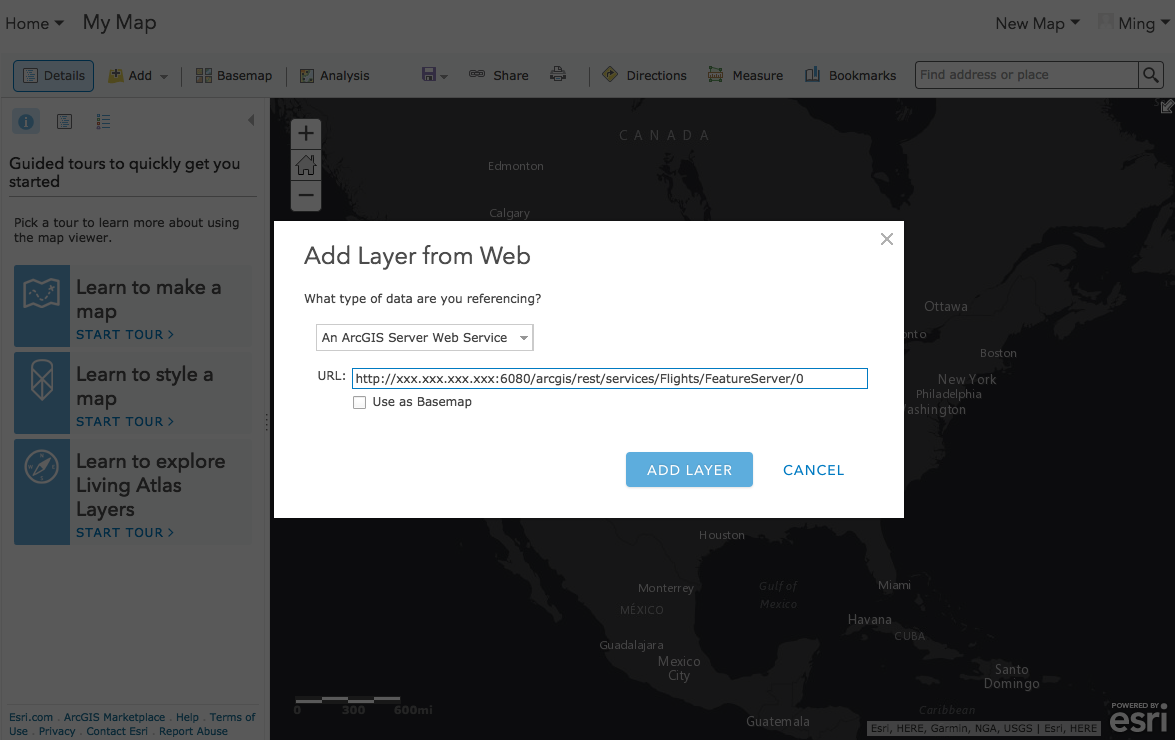 Home
My Map
New Map
Ming
Details
Add
Basemap
Analysis
Share
Directions
Measure
Bookmarks
Find address or place
Guided tours to quickly get you
started
Pick a tour to learn more about using
the map viewer.
Learn to make a
map
START TOUR >
Learn to style a
map
START TOUR >
Learn to explore
Living Atlas
Layers
START TOUR >
Esri.com . ArcGIS Marketplace . Help . Terms of
Use . Privacy . Contact Esri . Report Abuse
+
−
CANADA
Edmonton
Calgary
Add Layer from Web
What type of data are you referencing?
An ArcGIS Server Web Service
URL: http://xxx.xxx.xxx.xxx:6080/arcgis/rest/services/Flights/FeatureServer/0
Use as Basemap
ADD LAYER
CANCEL
Ottawa
onto
Boston
New York
Philadelphia
ashington
Houston
Monterrey
MÉXICO
Gulf of
Mexico
Miami
Havana
CUBA
Guadalajara
Mexico
City
Santo
Domingo
Caribbean
Guatemala
0 300 600mi
Esri, HERE, Garmin, NGA, USGS | Esri, HERE
POWERED BY
esri